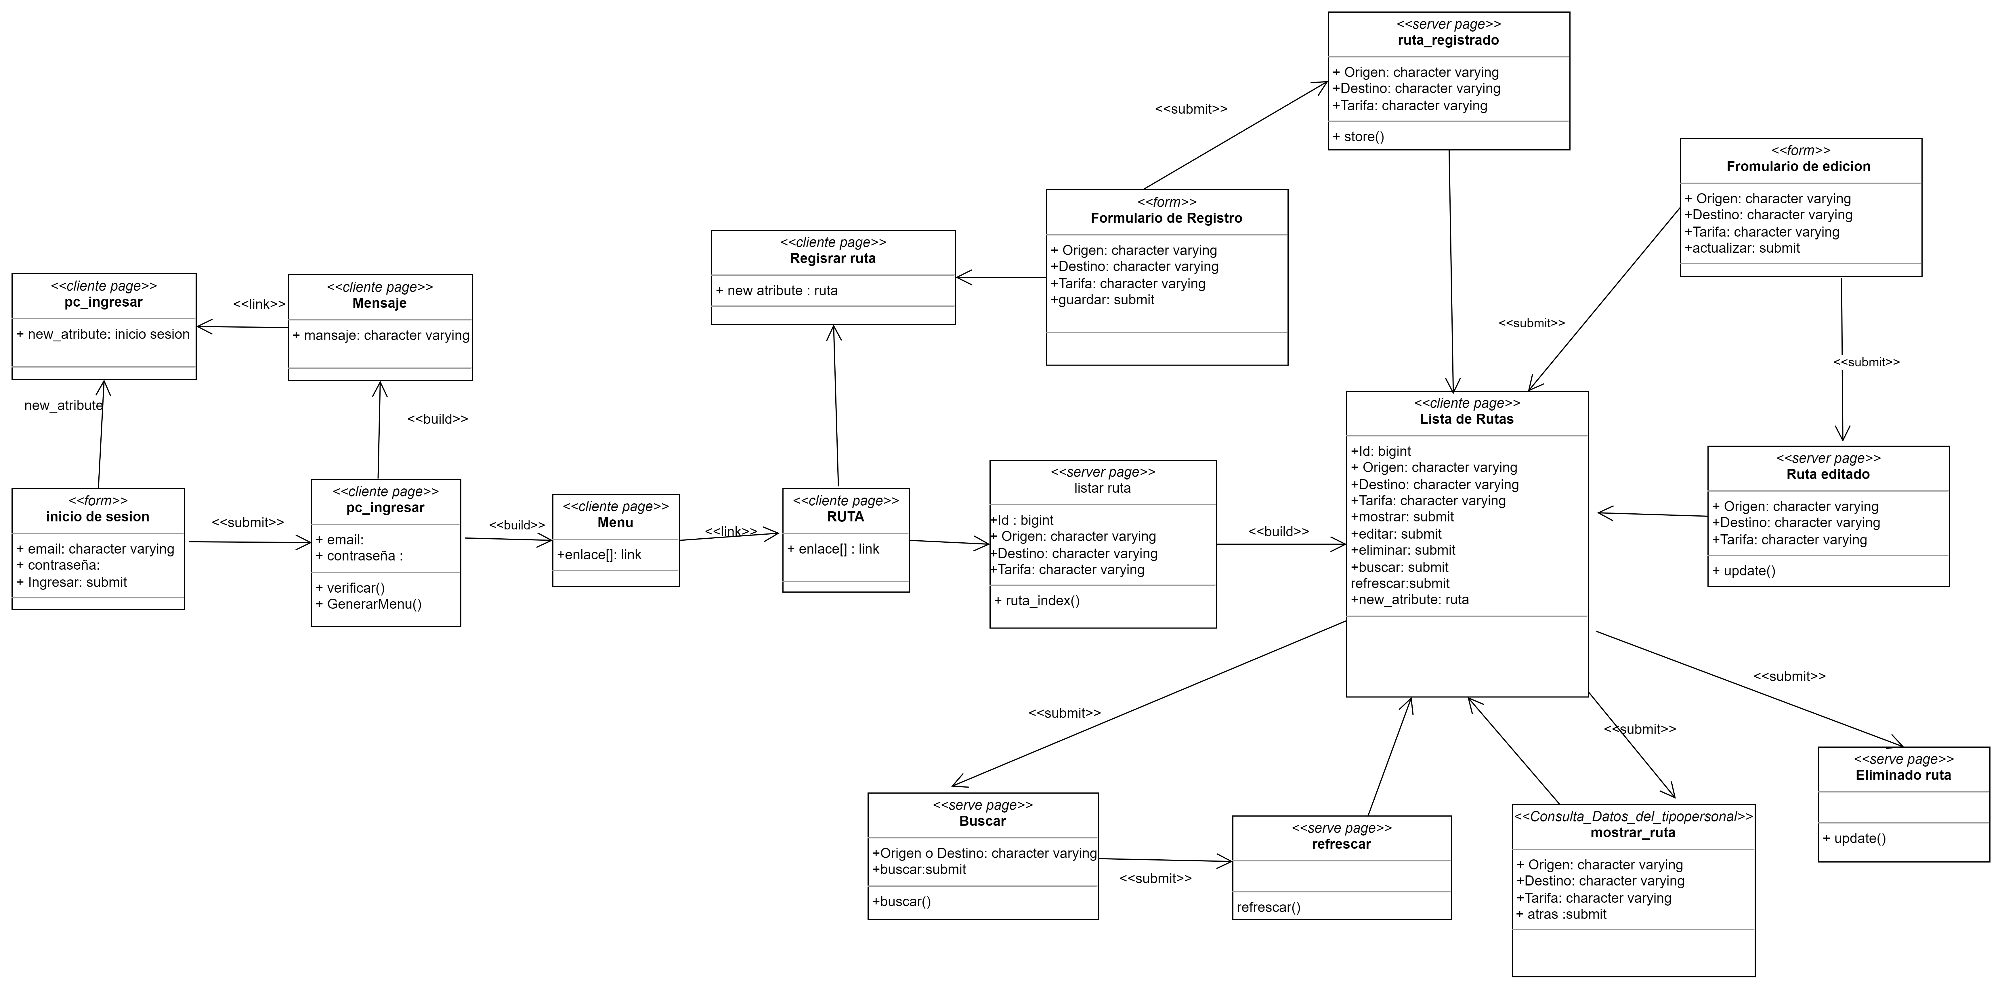 <<server page>>
ruta_registrado
+ Origen: character varying
+Destino: character varying
+Tarifa: character varying
+ store()
<<submit>>
<<form>>
Fromulario de edicion
+ Origen: character varying
+Destino: character varying
+Tarifa: character varying
+actualizar: submit
<<form>>
Formulario de Registro
+ Origen: character varying
+Destino: character varying
+Tarifa: character varying
+guardar: submit
<<cliente page>>
Regisrar ruta
+ new atribute : ruta
<<cliente page>>
pc_ingresar
+ new_atribute: inicio sesion
<<link>>
<<cliente page>>
Mensaje
+ mansaje: character varying
<<submit>>
<<submit>>
new_atribute
<<build>>
<<form>>
inicio de sesion
+ email: character varying
+ contraseña:
+ Ingresar: submit
<<submit>>
<<cliente page>>
pc_ingresar
+ email:
+ contraseña :
+ verificar()
+ GenerarMenu()
<<build>>
<<cliente page>>
Menu
+enlace[]: link
<<link>>
<<cliente page>>
RUTA
+ enlace[] : link
<<server page>>
listar ruta
+Id : bigint
+ Origen: character varying
+Destino: character varying
+Tarifa: character varying
+ ruta_index()
<<build>>
<<cliente page>>
Lista de Rutas
+Id: bigint
+ Origen: character varying
+Destino: character varying
+Tarifa: character varying
+mostrar: submit
+editar: submit
+eliminar: submit
+buscar: submit
refrescar:submit
+new_atribute: ruta
<<server page>>
Ruta editado
+ Origen: character varying
+Destino: character varying
+Tarifa: character varying
+ update()
<<submit>>
<<submit>>
<<submit>>
<<serve page>>
Buscar
+Origen o Destino: character varying
+buscar:submit
+buscar()
<<submit>>
<<serve page>>
refrescar
refrescar()
<<Consulta_Datos_del_tipopersonal>>
mostrar_ruta
+ Origen: character varying
+Destino: character varying
+Tarifa: character varying
+ atras :submit
<<serve page>>
Eliminado ruta
+ update()